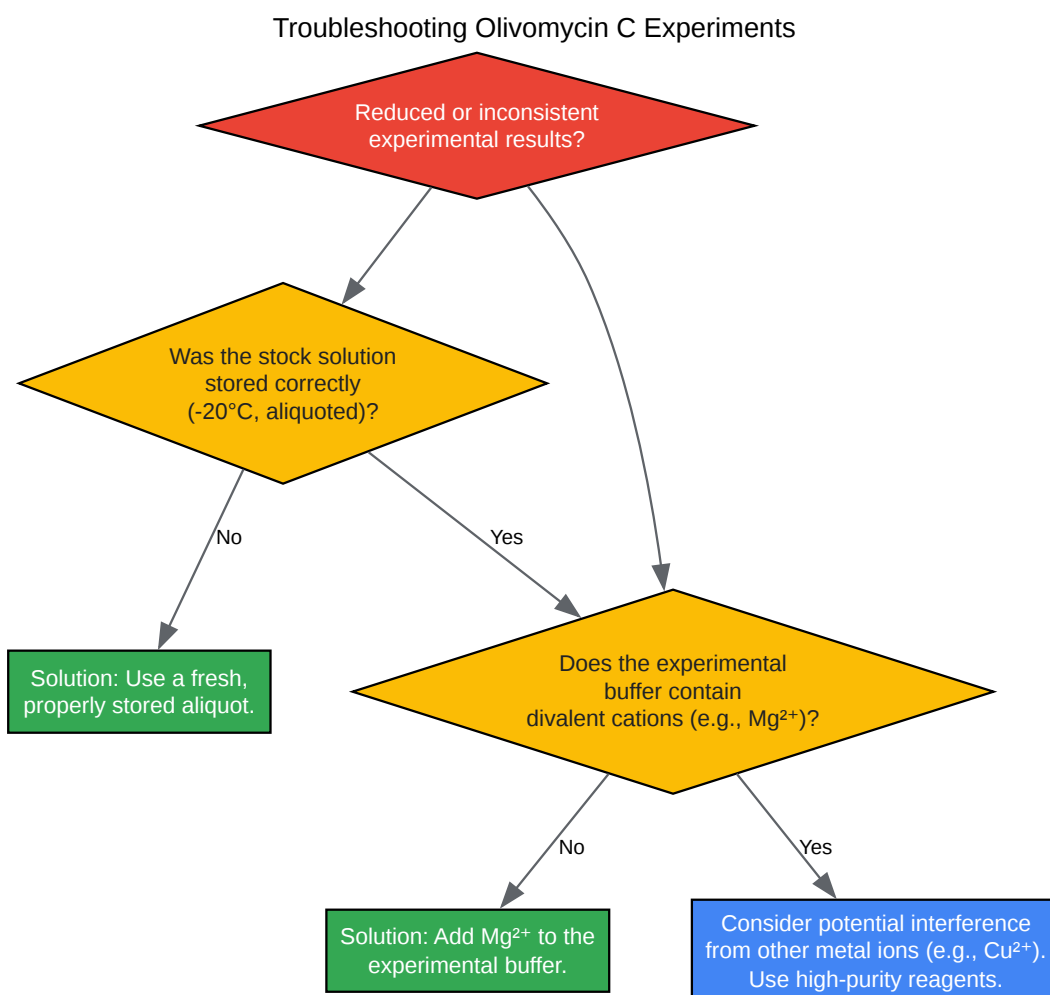 Troubleshooting Olivomycin C Experiments
Reduced or inconsistent
experimental results?
Was the stock solution
stored correctly
(-20°C, aliquoted)?
No
Yes
Solution: Use a fresh,
properly stored aliquot.
Does the experimental
buffer contain
divalent cations (e.g., Mg²⁺)?
No
Yes
Solution: Add Mg²⁺ to the
experimental buffer.
Consider potential interference
from other metal ions (e.g., Cu²⁺).
Use high-purity reagents.